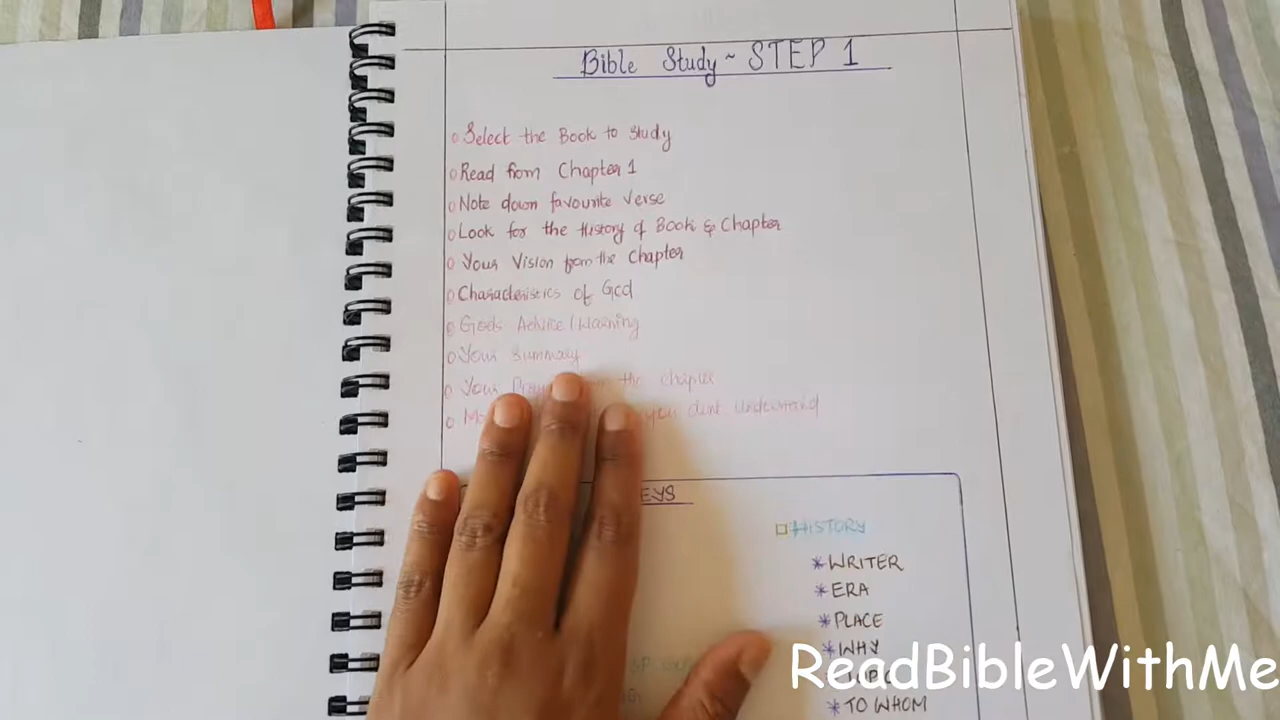 Bible Study ~ STEP 1
Select the Book to Study
Read from Chapter 1
Note down favourite Verse
Look for the History of Book & Chapter
Your Vision from the Chapter
Characteristics of God
Gods Advice / Warning
Your Summary
Your the chapter
you dont understand
EYS
HISTORY
* WRITER
* ERA
* PLACE
* WHY
* TO WHOM
ReadBibleWithMe